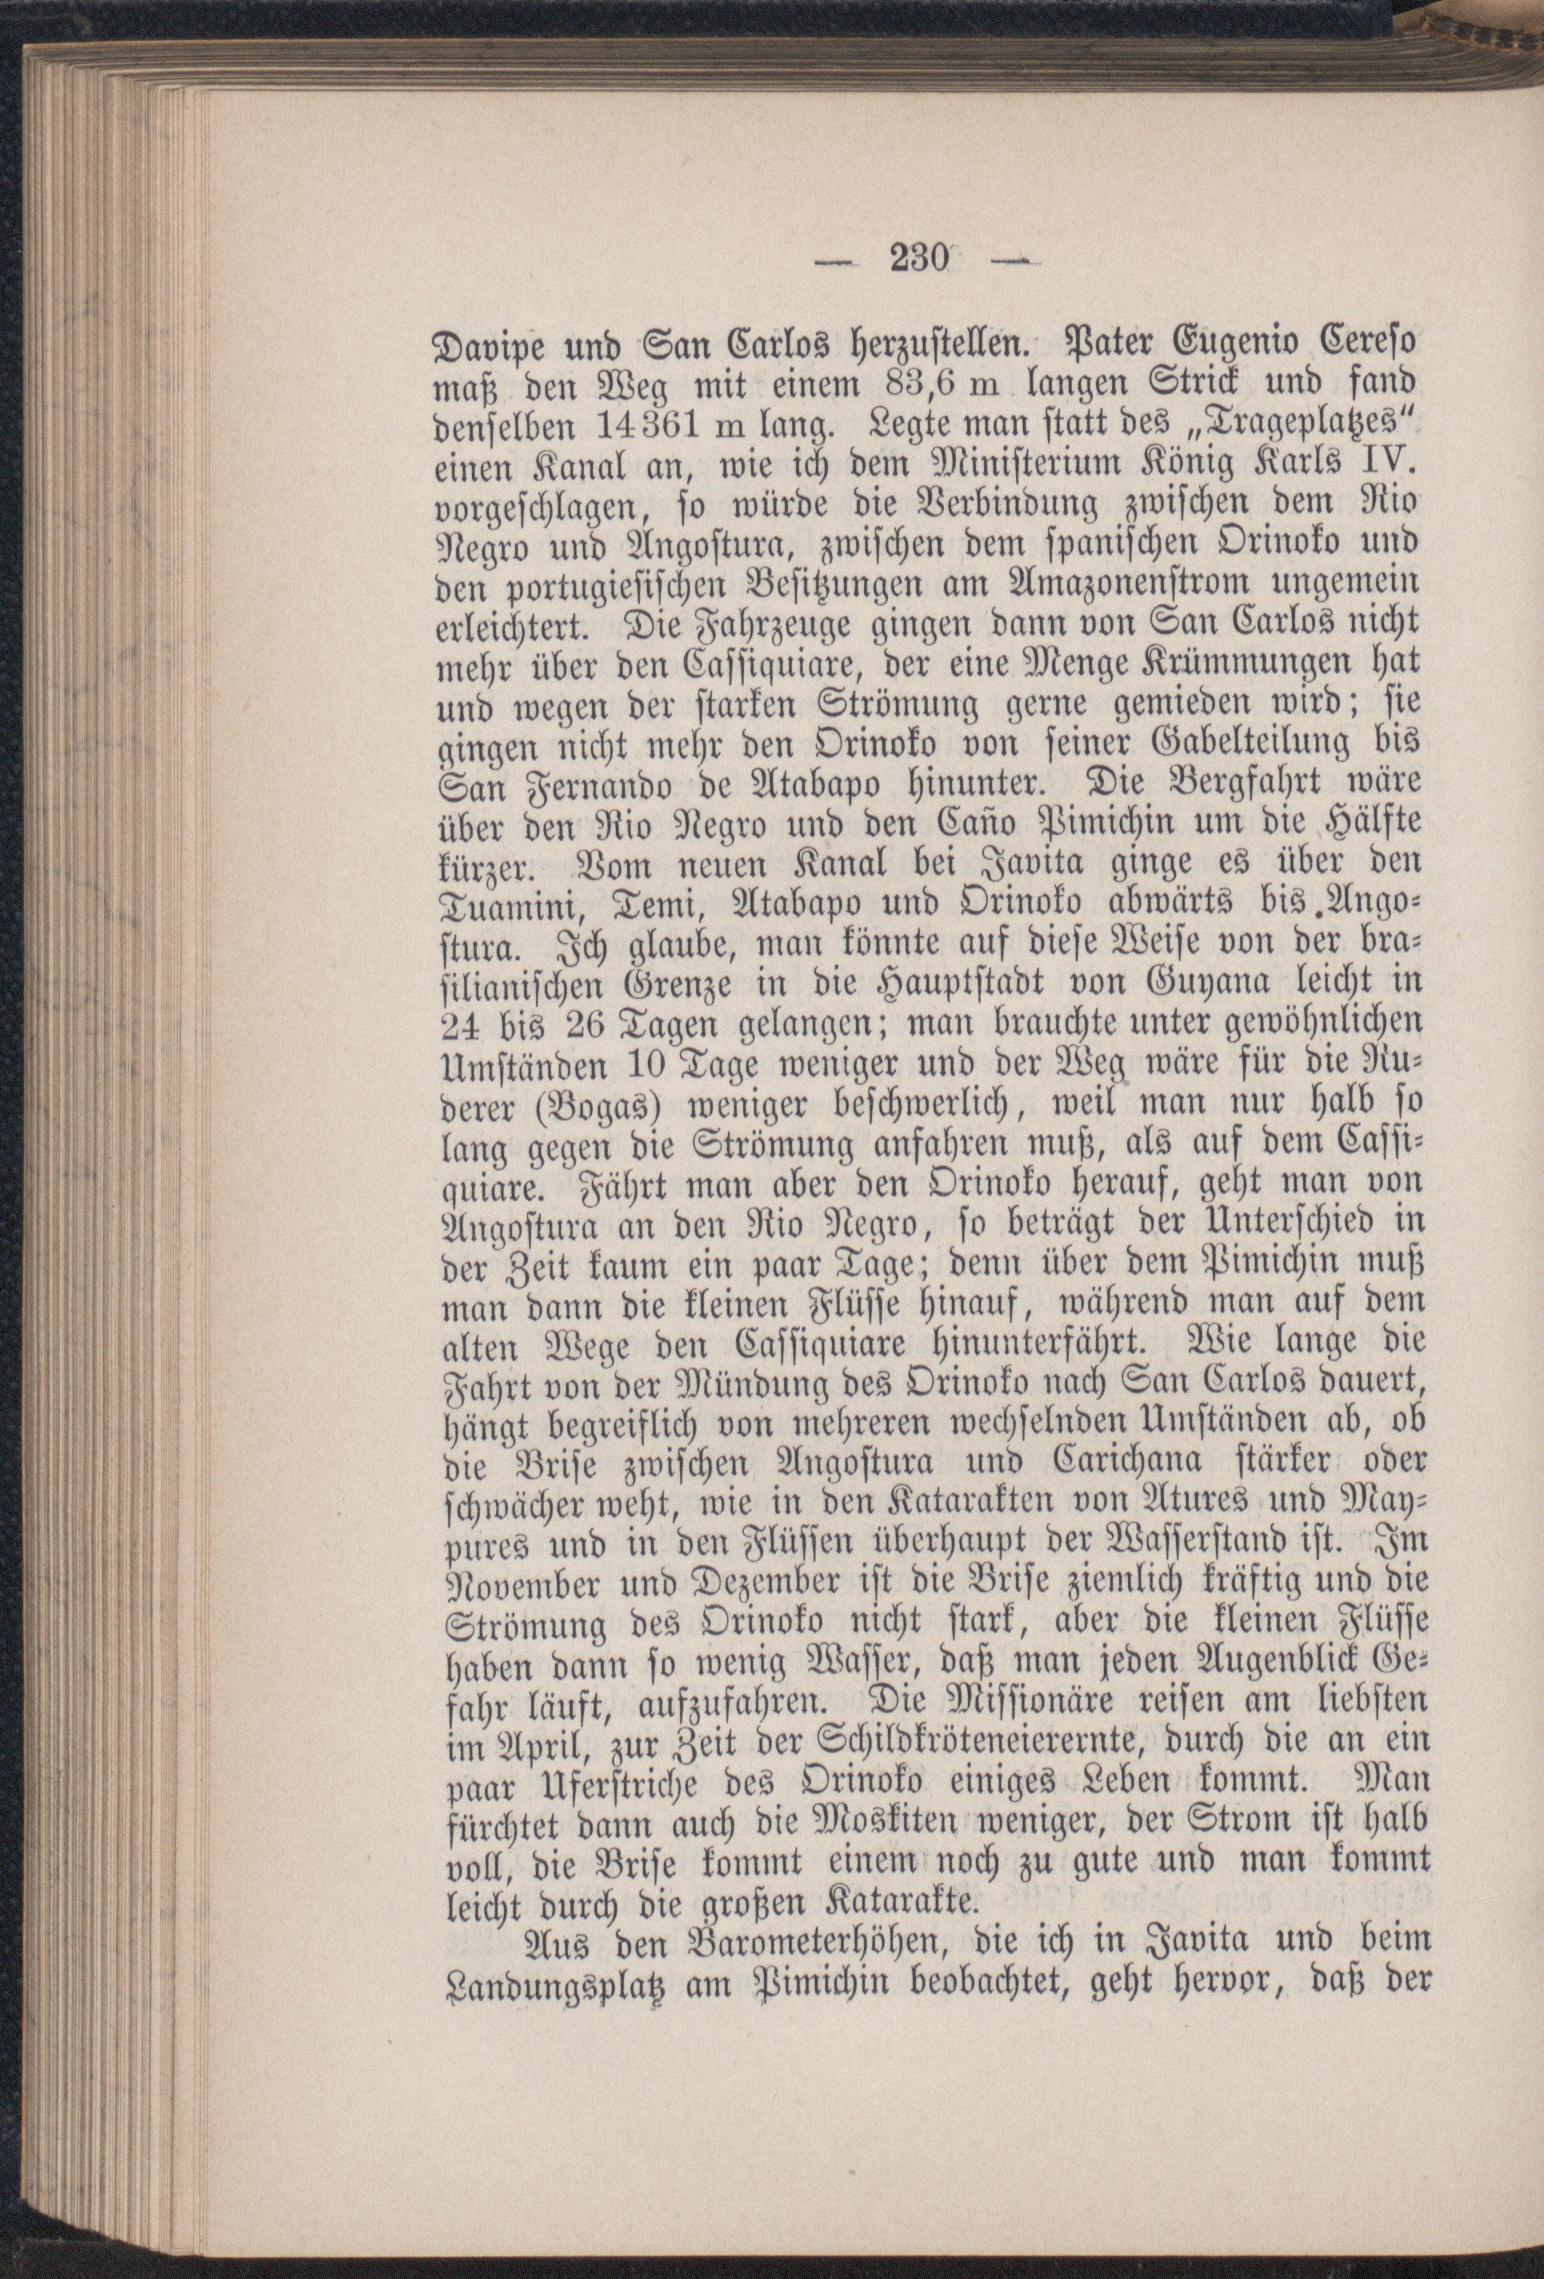 — 230 —
Davipe und San Carlos herzustellen. Pater Eugenio Cereso
maß den Weg mit einem 83,6 m langen Strick und fand
denselben 14361 m lang. Legte man statt des „Trageplatzes“
einen Kanal an, wie ich dem Ministerium König Karls IV.
vorgeschlagen, so würde die Verbindung zwischen dem Rio
Negro und Angostura, zwischen dem spanischen Orinoko und
den portugiesischen Besitzungen am Amazonenstrom ungemein
erleichtert. Die Fahrzeuge gingen dann von San Carlos nicht
mehr über den Cassiquiare, der eine Menge Krümmungen hat
und wegen der starken Strömung gerne gemieden wird; sie
gingen nicht mehr den Orinoko von seiner Gabelteilung bis
San Fernando de Atabapo hinunter. Die Bergfahrt wäre
über den Rio Negro und den Caño Pimichin um die Hälfte
kürzer. Vom neuen Kanal bei Javita ginge es über den
Tuamini, Temi, Atabapo und Orinoko abwärts bis Ango-
stura. Ich glaube, man könnte auf diese Weise von der bra-
silianischen Grenze in die Hauptstadt von Guyana leicht in
24 bis 26 Tagen gelangen; man brauchte unter gewöhnlichen
Umständen 10 Tage weniger und der Weg wäre für die Ru-
derer (Bogas) weniger beschwerlich, weil man nur halb so
lang gegen die Strömung anfahren muß, als auf dem Cassi-
quiare. Fährt man aber den Orinoko herauf, geht man von
Angostura an den Rio Negro, so beträgt der Unterschied in
der Zeit kaum ein paar Tage; denn über dem Pimichin muß
man dann die kleinen Flüsse hinauf, während man auf dem
alten Wege den Cassiquiare hinunterfährt. Wie lange die
Fahrt von der Mündung des Orinoko nach San Carlos dauert,
hängt begreiflich von mehreren wechselnden Umständen ab, ob
die Brise zwischen Angostura und Carichana stärker oder
schwächer weht, wie in den Katarakten von Atures und May-
pures und in den Flüssen überhaupt der Wasserstand ist. Im
November und Dezember ist die Brise ziemlich kräftig und die
Strömung des Orinoko nicht stark, aber die kleinen Flüsse
haben dann so wenig Wasser, daß man jeden Augenblick Ge-
fahr läuft, aufzufahren. Die Missionäre reisen am liebsten
im April, zur Zeit der Schildkröteneierernte, durch die an ein
paar Uferstriche des Orinoko einiges Leben kommt. Man
fürchtet dann auch die Moskiten weniger, der Strom ist halb
voll, die Brise kommt einem noch zu gute und man kommt
leicht durch die großen Katarakte.
Aus den Barometerhöhen, die ich in Javita und beim
Landungsplatz am Pimichin beobachtet, geht hervor, daß der